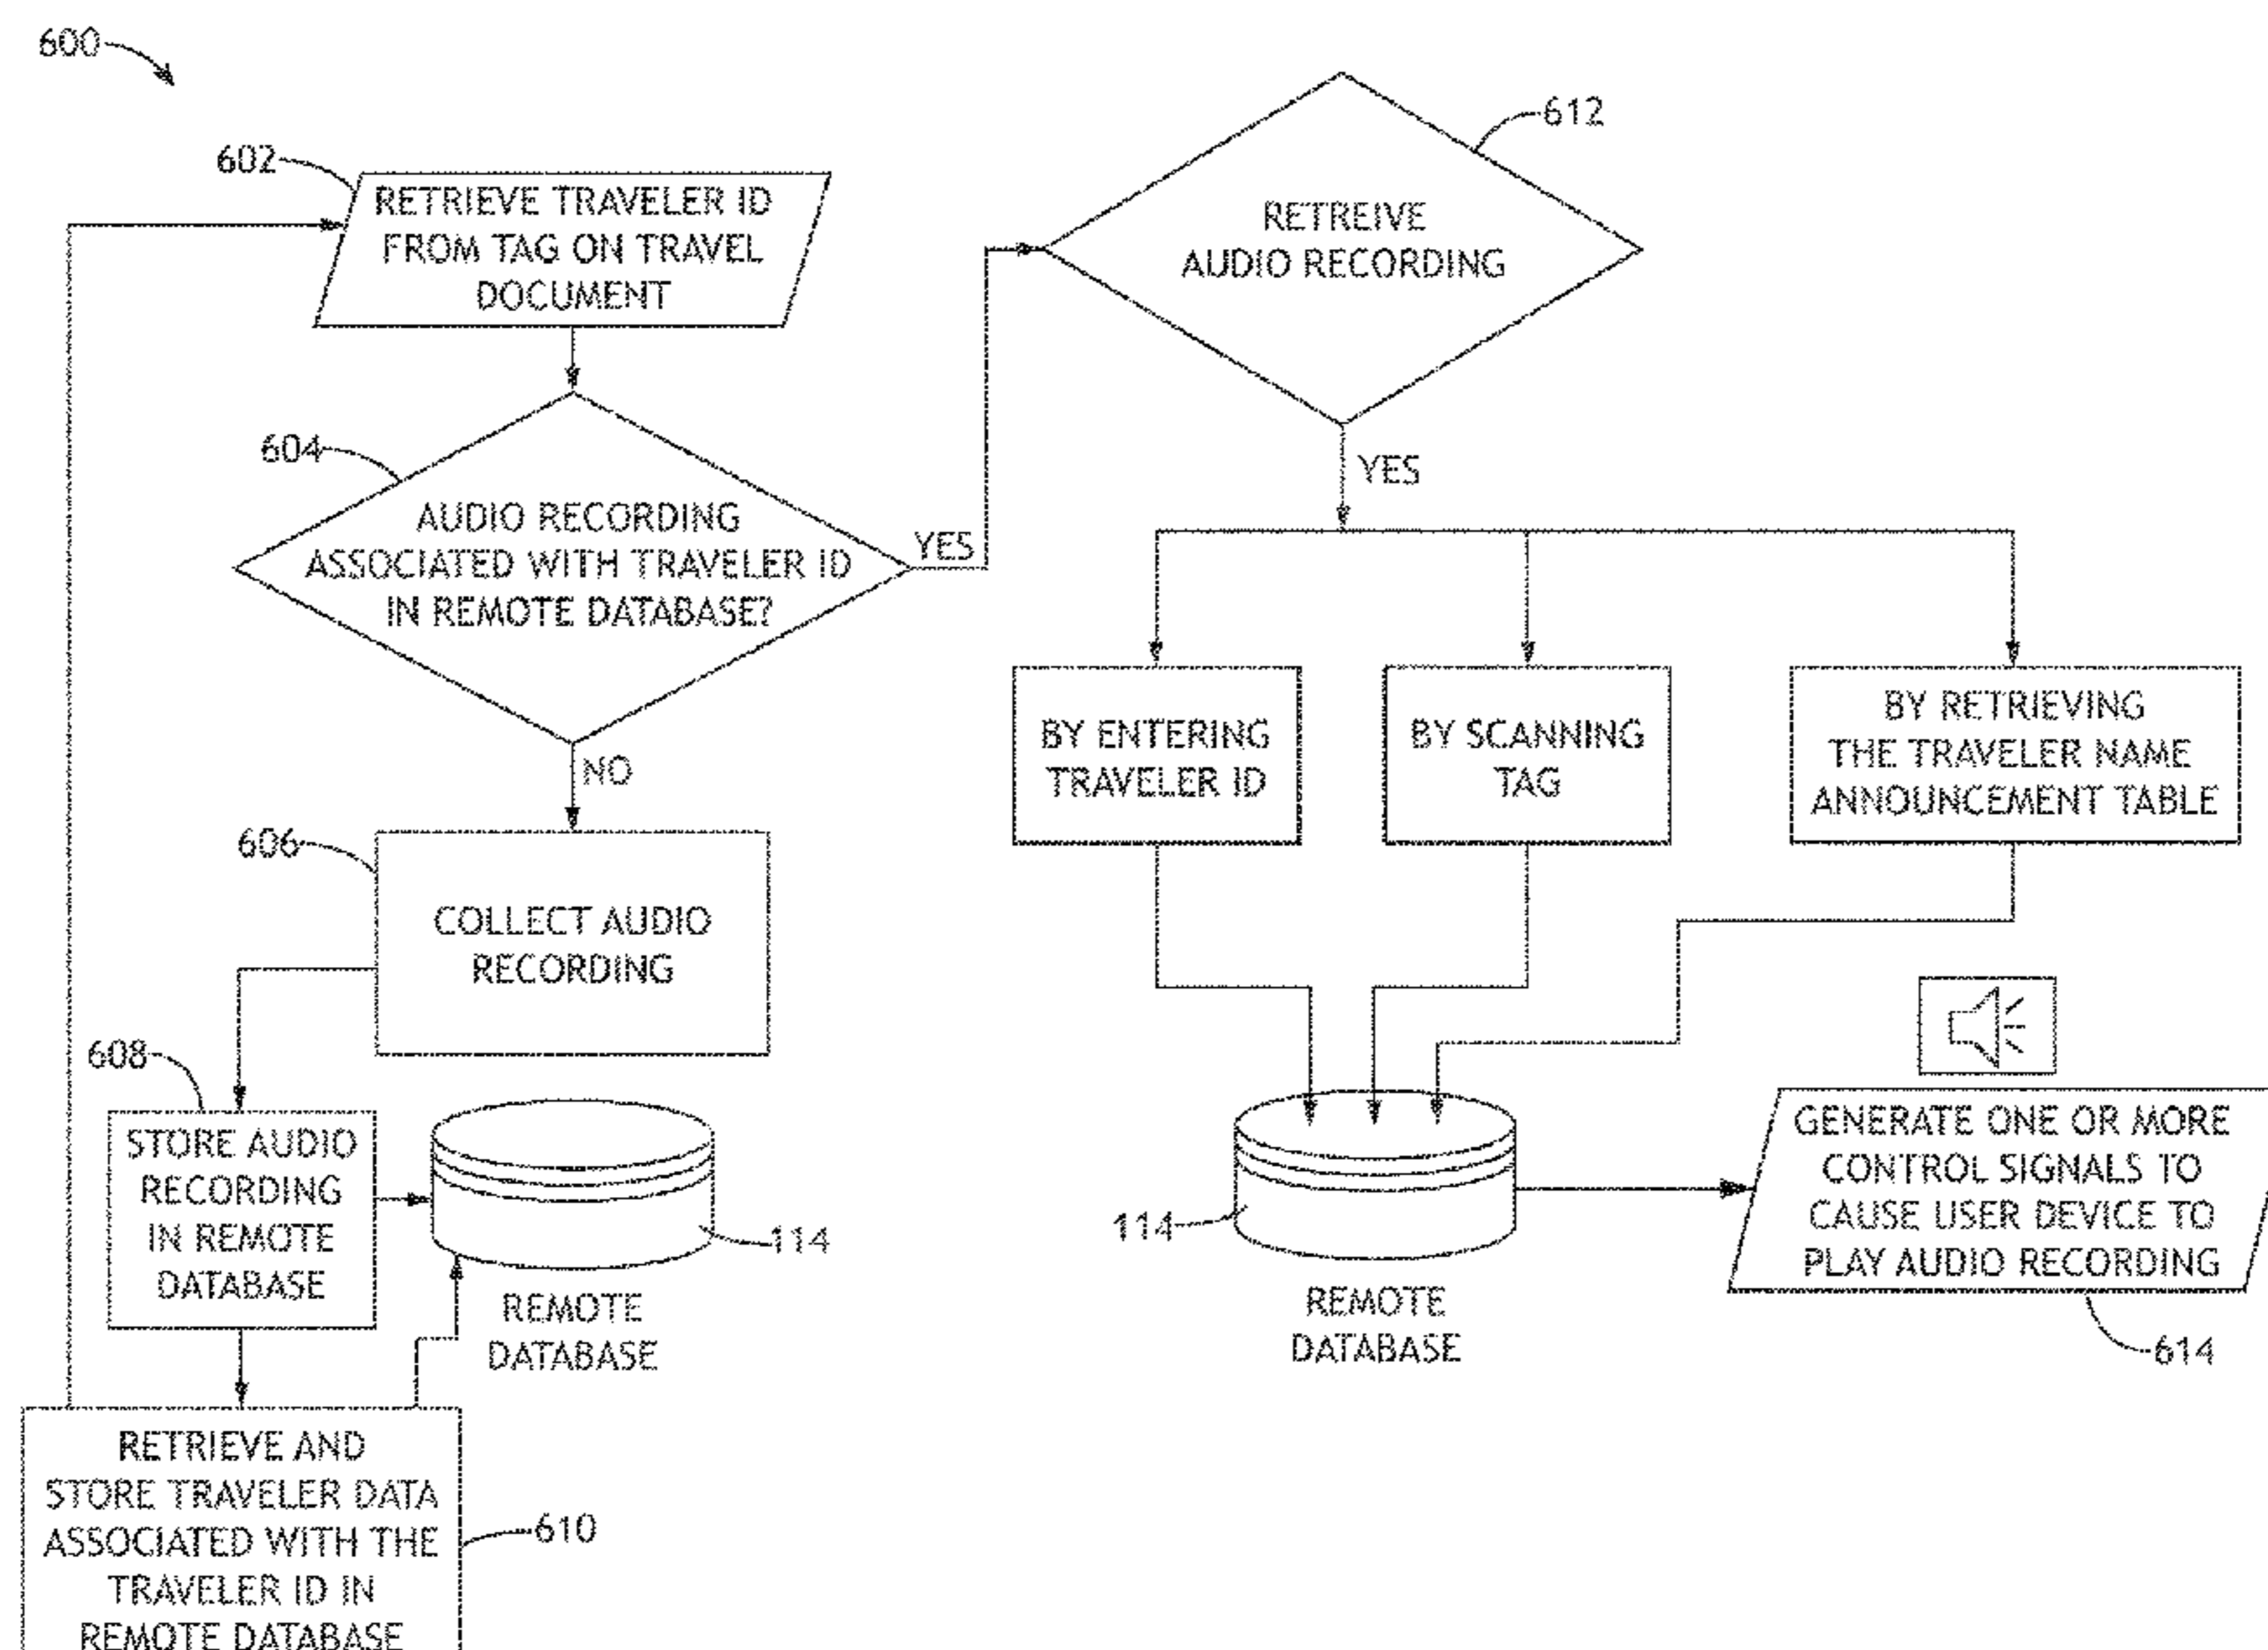 600
602
RETRIEVE TRAVELER ID
FROM TAG ON TRAVEL
DOCUMENT
604
AUDIO RECORDING
ASSOCIATED WITH TRAVELER ID
IN REMOTE DATABASE?
YES
NO
606
COLLECT AUDIO
RECORDING
608
STORE AUDIO
RECORDING
IN REMOTE
DATABASE
114
REMOTE
DATABASE
RETRIEVE AND
STORE TRAVELER DATA
ASSOCIATED WITH THE
TRAVELER ID IN
REMOTE DATABASE
610
612
RETREIVE
AUDIO RECORDING
YES
BY ENTERING
TRAVELER ID
BY SCANNING
TAG
BY RETRIEVING
THE TRAVELER NAME
ANNOUNCEMENT TABLE
114
REMOTE
DATABASE
GENERATE ONE OR MORE
CONTROL SIGNALS TO
CAUSE USER DEVICE TO
PLAY AUDIO RECORDING
614